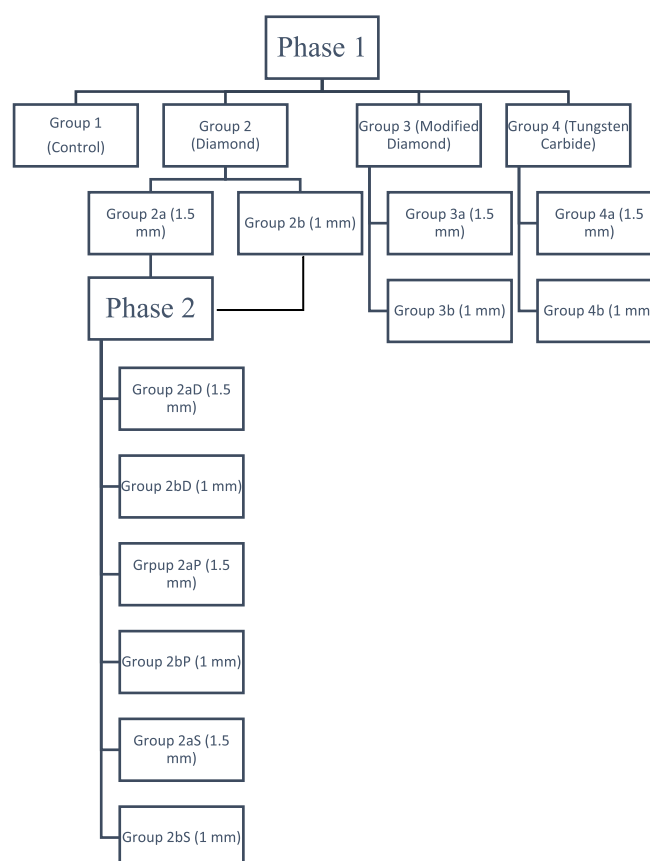 Phase 1
Group 1
(Control)
Group 2
(Diamond)
Group 3 (Modified
Diamond)
Group 4 (Tungsten
Carbide)
Group 2a (1.5
mm)
Group 2b (1 mm)
Group 3a (1.5
mm)
Group 4a (1.5
mm)
Phase 2
Group 3b (1 mm)
Group 4b (1 mm
Group 2aD (1.5
mm)
Group 2bD (1 mm)
Grpup 2aP (1.5
mm)
Group 2bP (1 mm)
Group 2aS (1.5
mm)
Group 2bS (1 mm)